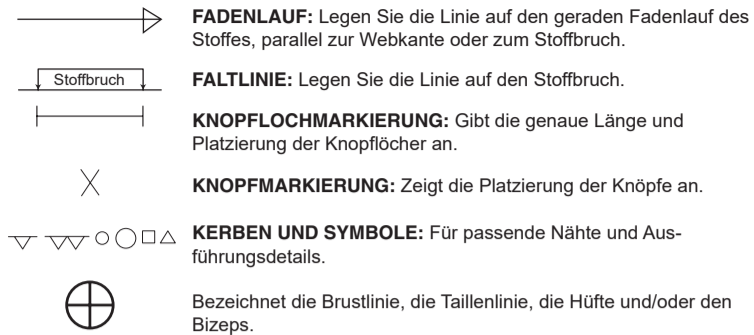 FADENLAUF: Legen Sie die Linie auf den geraden Fadenlauf des
Stoffes, parallel zur Webkante oder zum Stoffbruch.
Stoffbruch
FALTLINIE: Legen Sie die Linie auf den Stoffbruch.
KNOPFLOCHMARKIERUNG: Gibt die genaue Länge und
Platzierung der Knopflöcher an.
KNOPFMARKIERUNG: Zeigt die Platzierung der Knöpfe an.
KERBEN UND SYMBOLE: Für passende Nähte und Aus-
führungsdetails.
Bezeichnet die Brustlinie, die Taillenlinie, die Hüfte und/oder den
Bizeps.